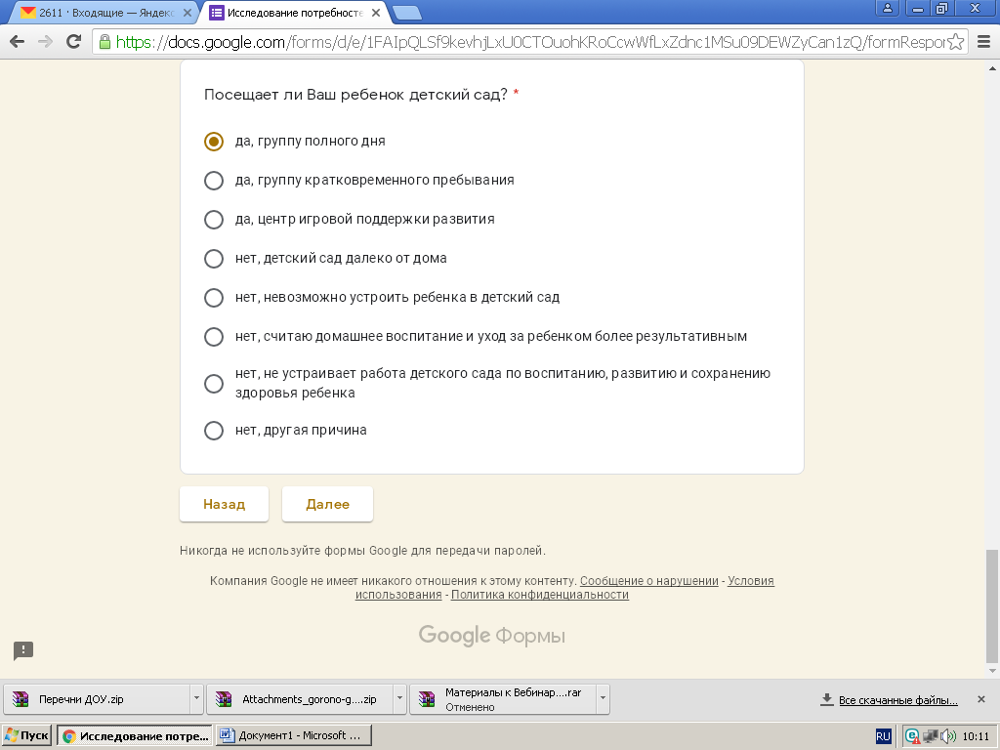 2611 · Входящие — Яндекс
Исследование потребносте
https://docs.google.com/forms/d/e/1FAIpQLSf9kevhjLxU0CTOuohKRoCcwWfLxZdnc1MSu09DEWZyCan1zQ/formRespor
Посещает ли Ваш ребенок детский сад? *
да, группу полного дня
да, группу кратковременного пребывания
да, центр игровой поддержки развития
нет, детский сад далеко от дома
нет, невозможно устроить ребенка в детский сад
нет, считаю домашнее воспитание и уход за ребенком более результативным
нет, не устраивает работа детского сада по воспитанию, развитию и сохранению
здоровья ребенка
нет, другая причина
Назад
Далее
Никогда не используйте формы Google для передачи паролей.
Компания Google не имеет никакого отношения к этому контенту. Сообщение о нарушении - Условия
использования - Политика конфиденциальности
Google Формы
Перечни ДОУ.zip
Attachments_gorono-g....zip
Материалы к Вебинар....rar
Отменено
Все скачанные файлы...
Пуск
Исследование потре...
Документ1 - Microsoft ...
RU
10:11